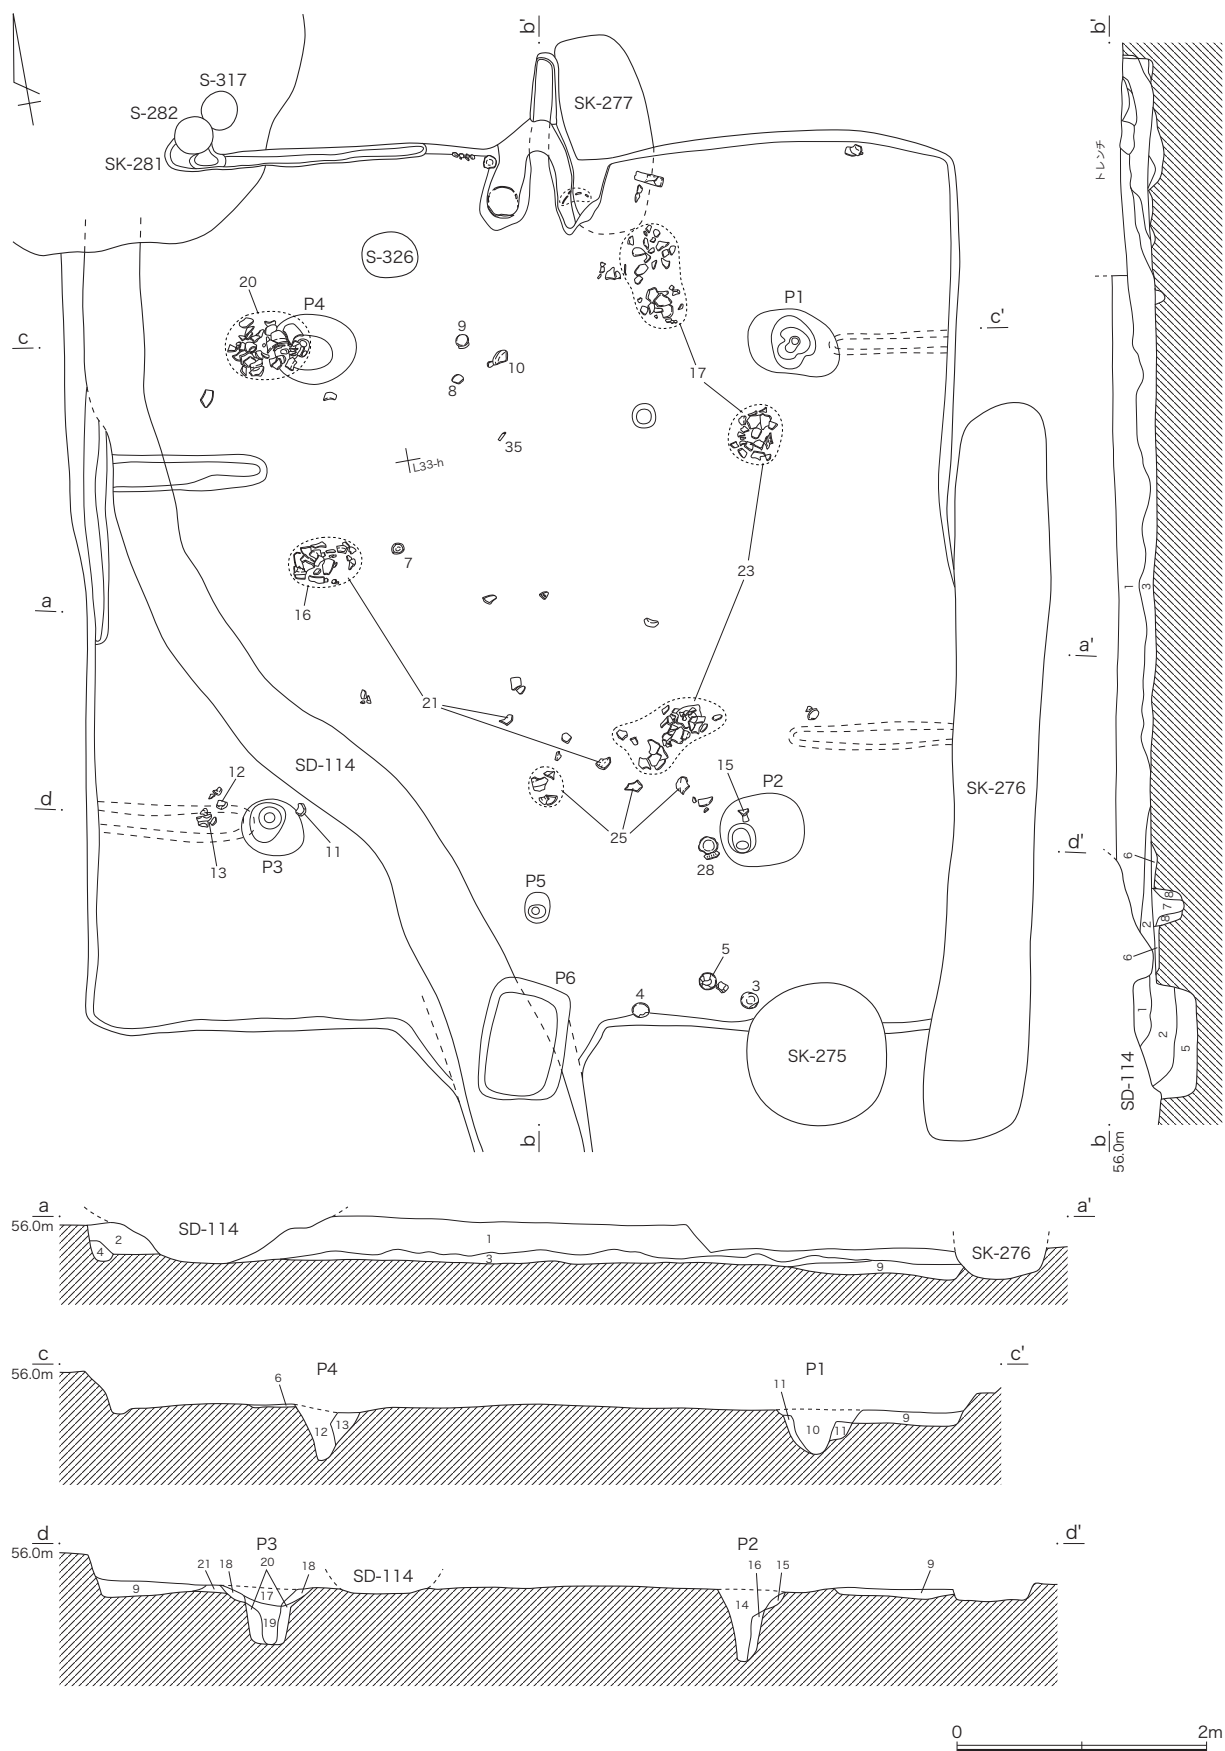 b'
b'
S-317
S-282
SK-277
SK-281
トレンチ
S-326
20
P4
P1
c
c'
9
10
8
17
35
L33-h
7
16
23
1
3
a
a'
21
SD-114
12
15
P2
SK-276
d
d'
11
13
P3
25
28
6
8
7
8
2
6
P5
5
P6
4
3
SK-275
1
2
5
SD-114
b
b
56.0m
a
a'
56.0m
SD-114
2
4
1
3
9
SK-276
c
P4
P1
c'
56.0m
6
11
12
13
10
11
9
d
P3
P2
d'
56.0m
21
18
20
18
SD-114
16
15
9
9
17
19
14
0
2m